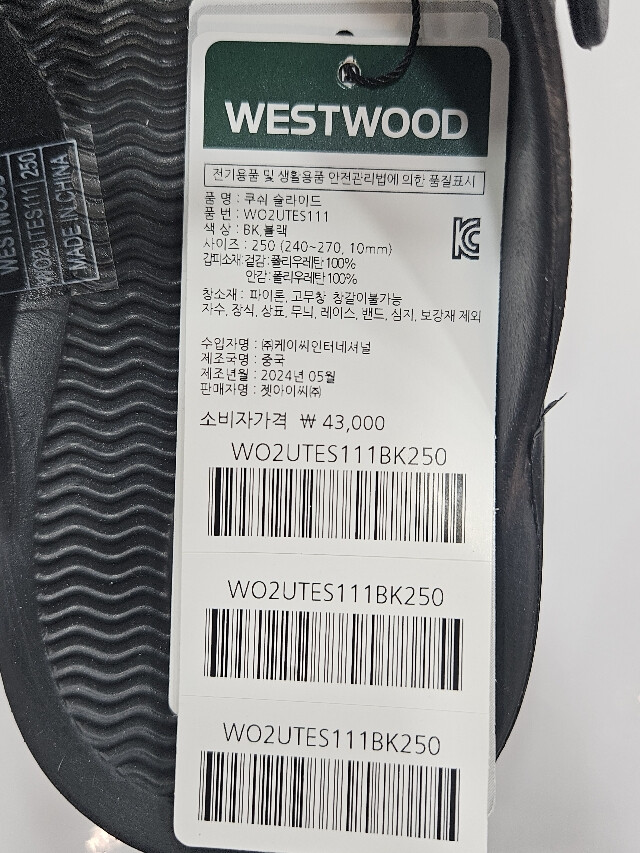 WESTWOOD
전기용품 및 생활용품 안전관리법에 의한 품질표시
품 명 : 쿠쉬 슬라이드
품 번 : WO2UTES111
색 상 : BK,블랙
사이즈 : 250 (240~270, 10mm)
갑피소재 : 겉감 : 폴리우레탄 100%
안감 : 폴리우레탄 100%
창소재 : 파이론, 고무창 창갈이불가능
자수, 장식, 상표, 무늬, 레이스, 밴드, 심지, 보강재 제외
수입자명 : ㈜케이씨인터네셔널
제조국명 : 중국
제조년월 : 2024년 05월
판매자명 : 젯아이씨㈜
소비자가격 ₩ 43,000
WO2UTES111BK250
WO2UTES111BK250
WO2UTES111BK250
WESTWOOD
WO2UTES111 250
MADE IN CHINA